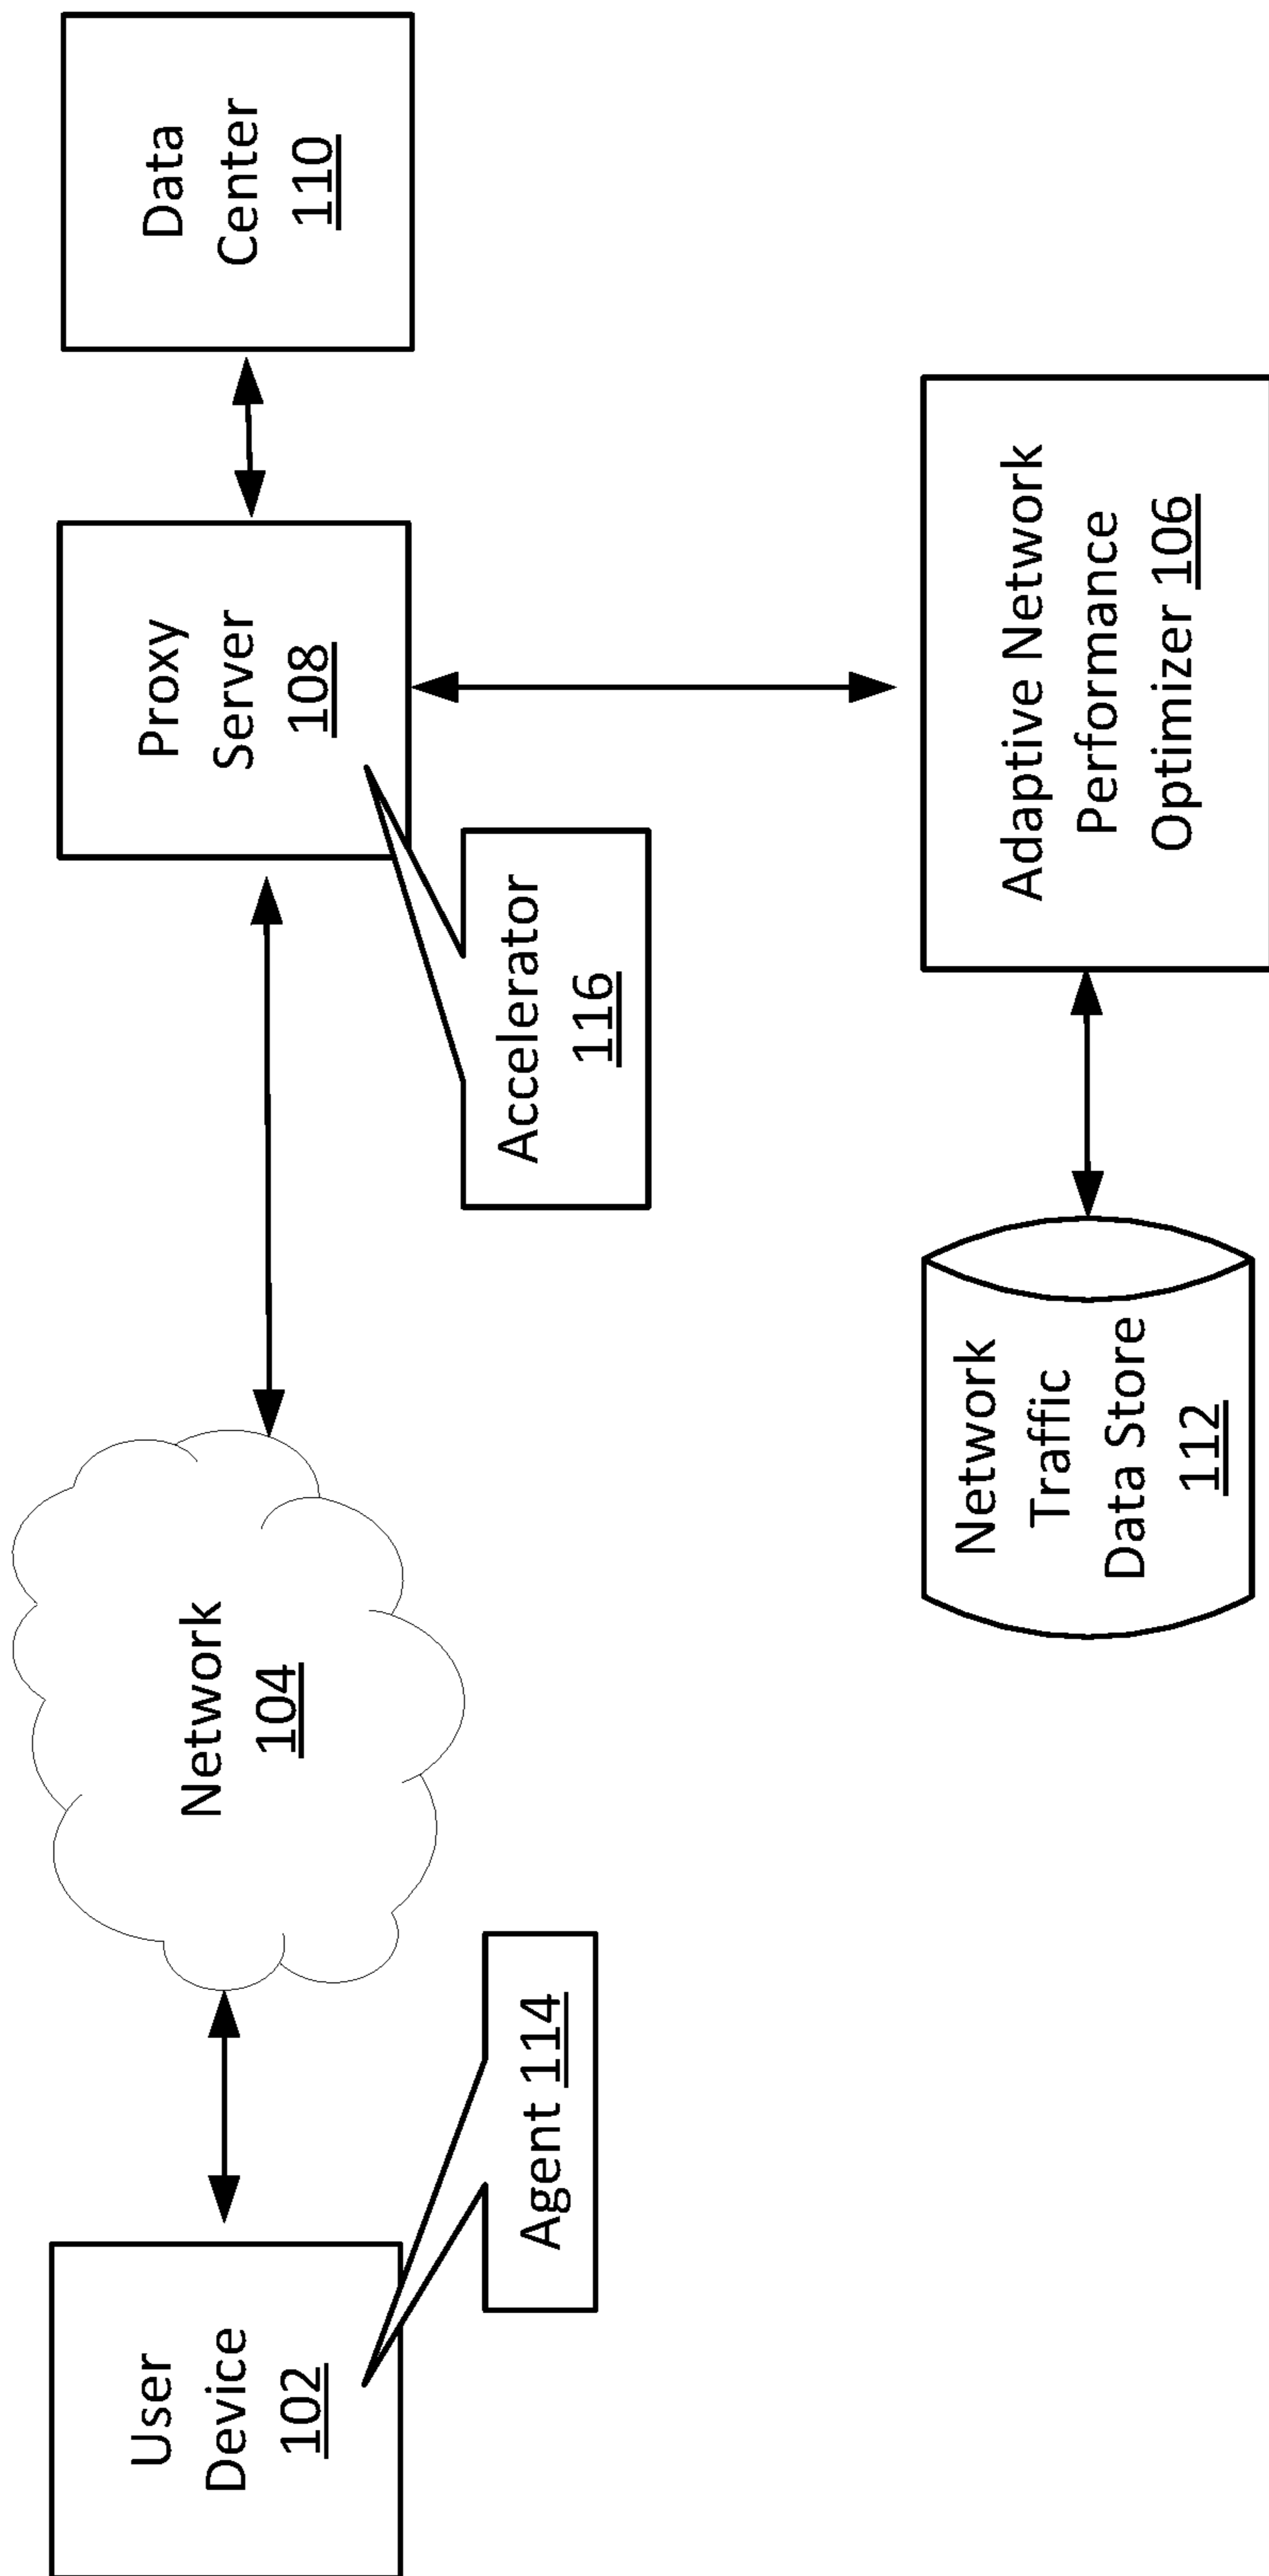 User
Device
102
Agent 114
Network
104
Proxy
Server
108
Accelerator
116
Data
Center
110
Network
Traffic
Data Store
112
Adaptive Network
Performance
Optimizer 106